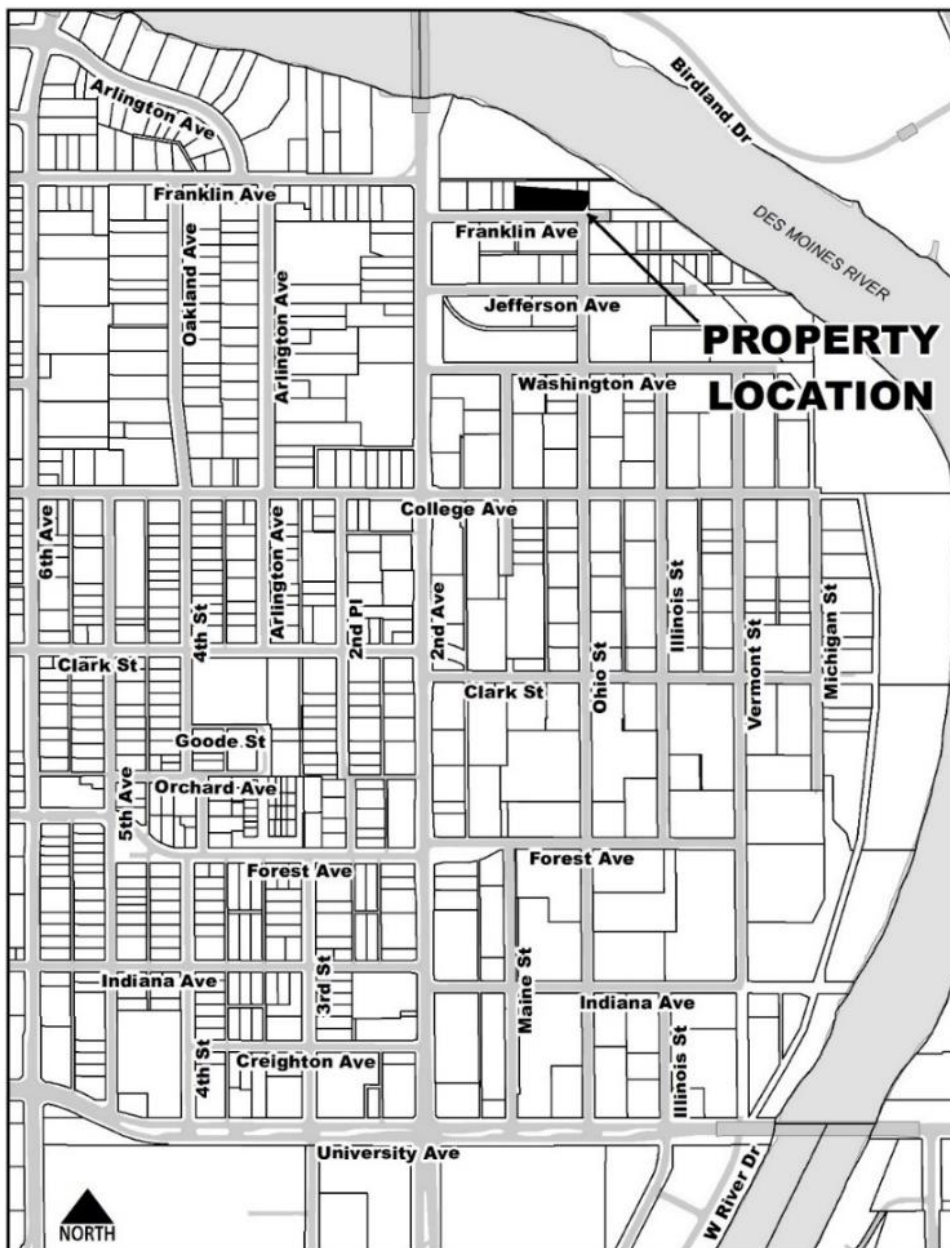 Arlington Ave
Birdland Dr
Franklin Ave
Franklin Ave
DES MOINES RIVER
Oakland Ave
Arlington Ave
Jefferson Ave
PROPERTY
LOCATION
Washington Ave
College Ave
6th Ave
4th St
Arlington Ave
2nd Pl
2nd Ave
Ohio St
Illinois St
Vermont St
Michigan St
Clark St
Clark St
Goode St
Orchard Ave
5th Ave
Forest Ave
Forest Ave
Indiana Ave
3rd St
Maine St
Indiana Ave
4th St
Creighton Ave
Illinois St
University Ave
W River Dr
NORTH